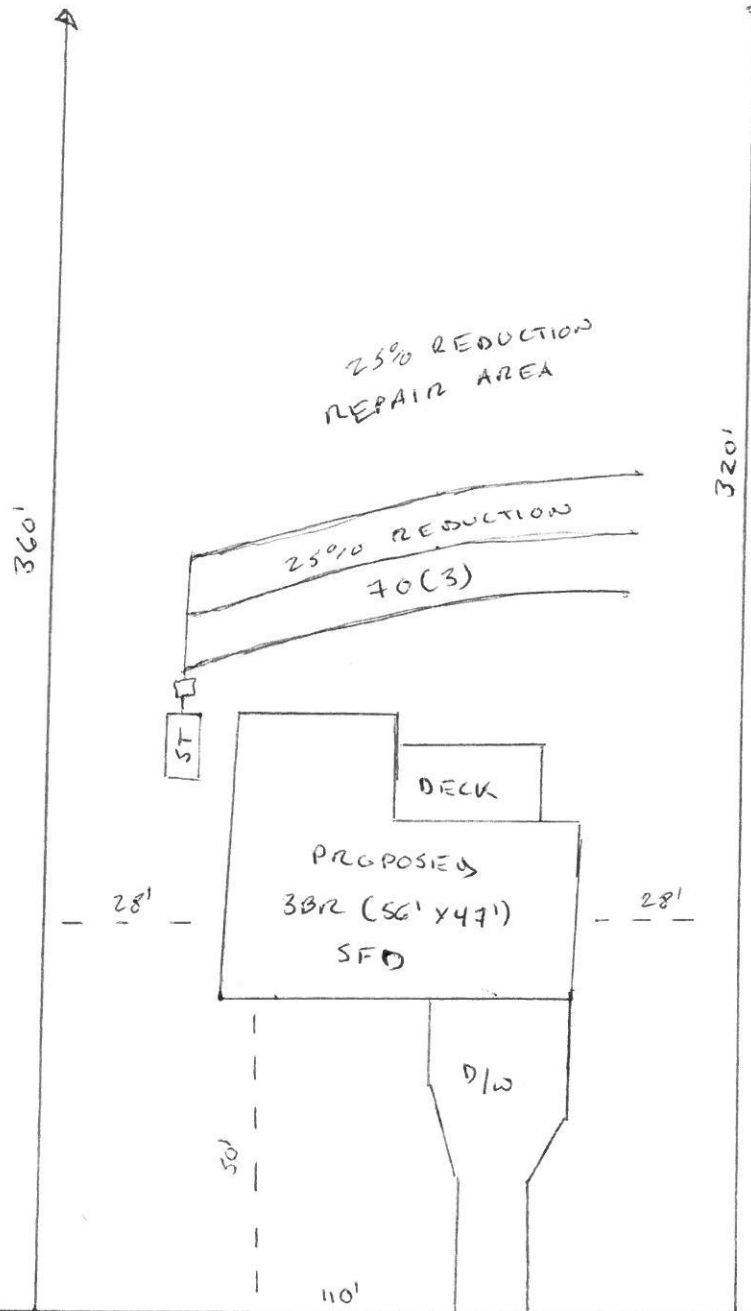 25% REDUCTION
REPAIR AREA
360'
320'
25% REDUCTION
70(3)
ST
DECK
PROPOSED
3BR (56' X 47')
SFD
28'
28'
D/W
50'
110'